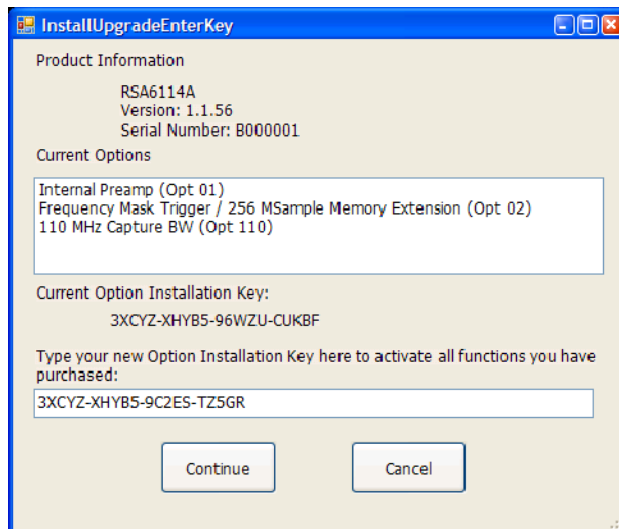 InstallUpgradeEnterKey
Product Information
RSA6114A
Version: 1.1.56
Serial Number: B000001
Current Options
Internal Preamp (Opt 01)
Frequency Mask Trigger / 256 MSample Memory Extension (Opt 02)
110 MHz Capture BW (Opt 110)
Current Option Installation Key:
3XCYZ-XHYB5-96WZU-CUKBF
Type your new Option Installation Key here to activate all functions you have
purchased:
3XCYZ-XHYB5-9C2ES-TZ5GR
Continue Cancel